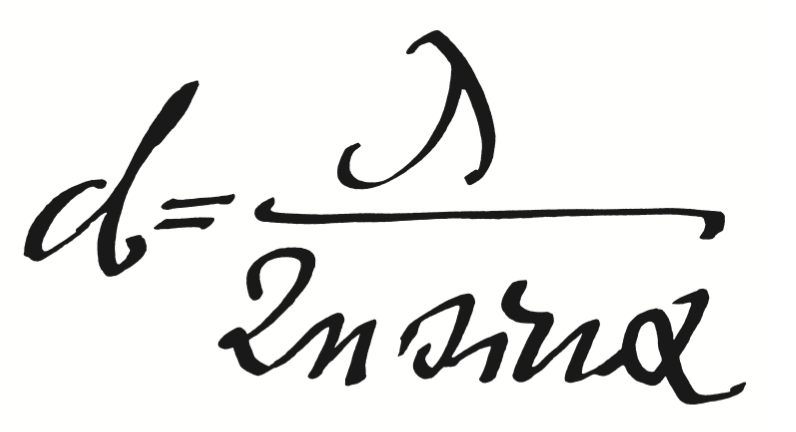 d = λ / 2n sin α